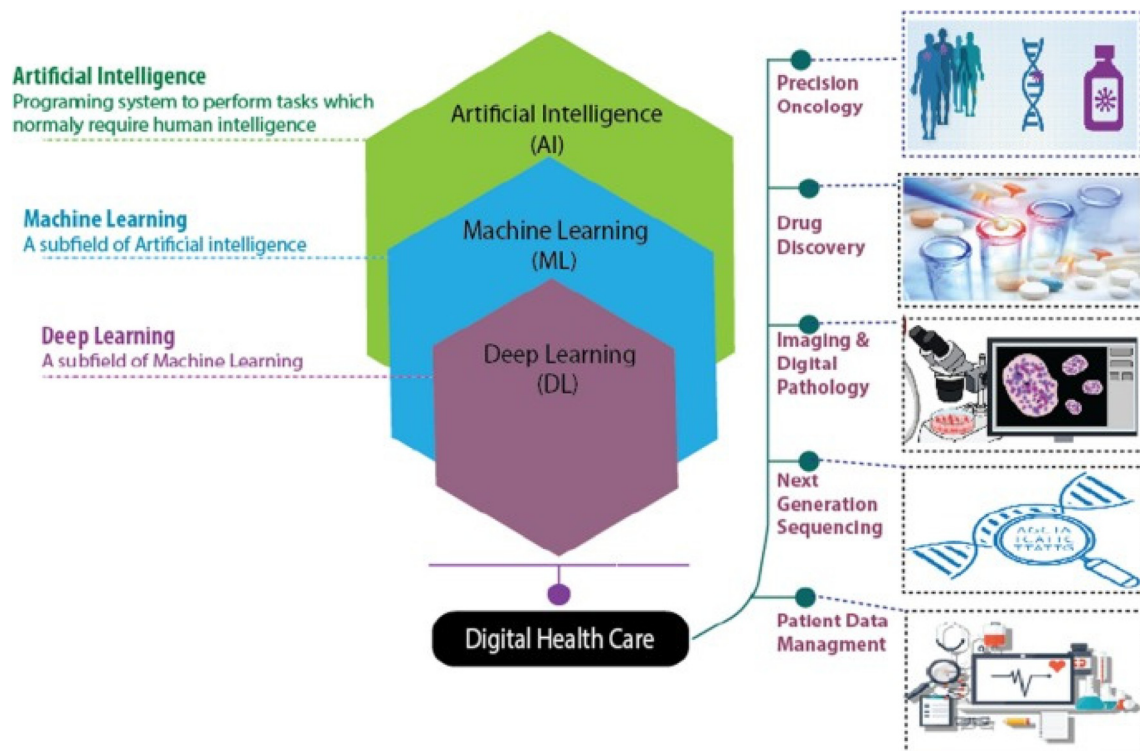 Artificial Intelligence
Programing system to perform tasks which
normaly require human intelligence
Machine Learning
A subfield of Artificial intelligence
Deep Learning
A subfield of Machine Learning
Artificial Intelligence
(AI)
Machine Learning
(ML)
Deep Learning
(DL)
Digital Health Care
Precision
Oncology
Drug
Discovery
Imaging &
Digital
Pathology
Next
Generation
Sequencing
Patient Data
Managment